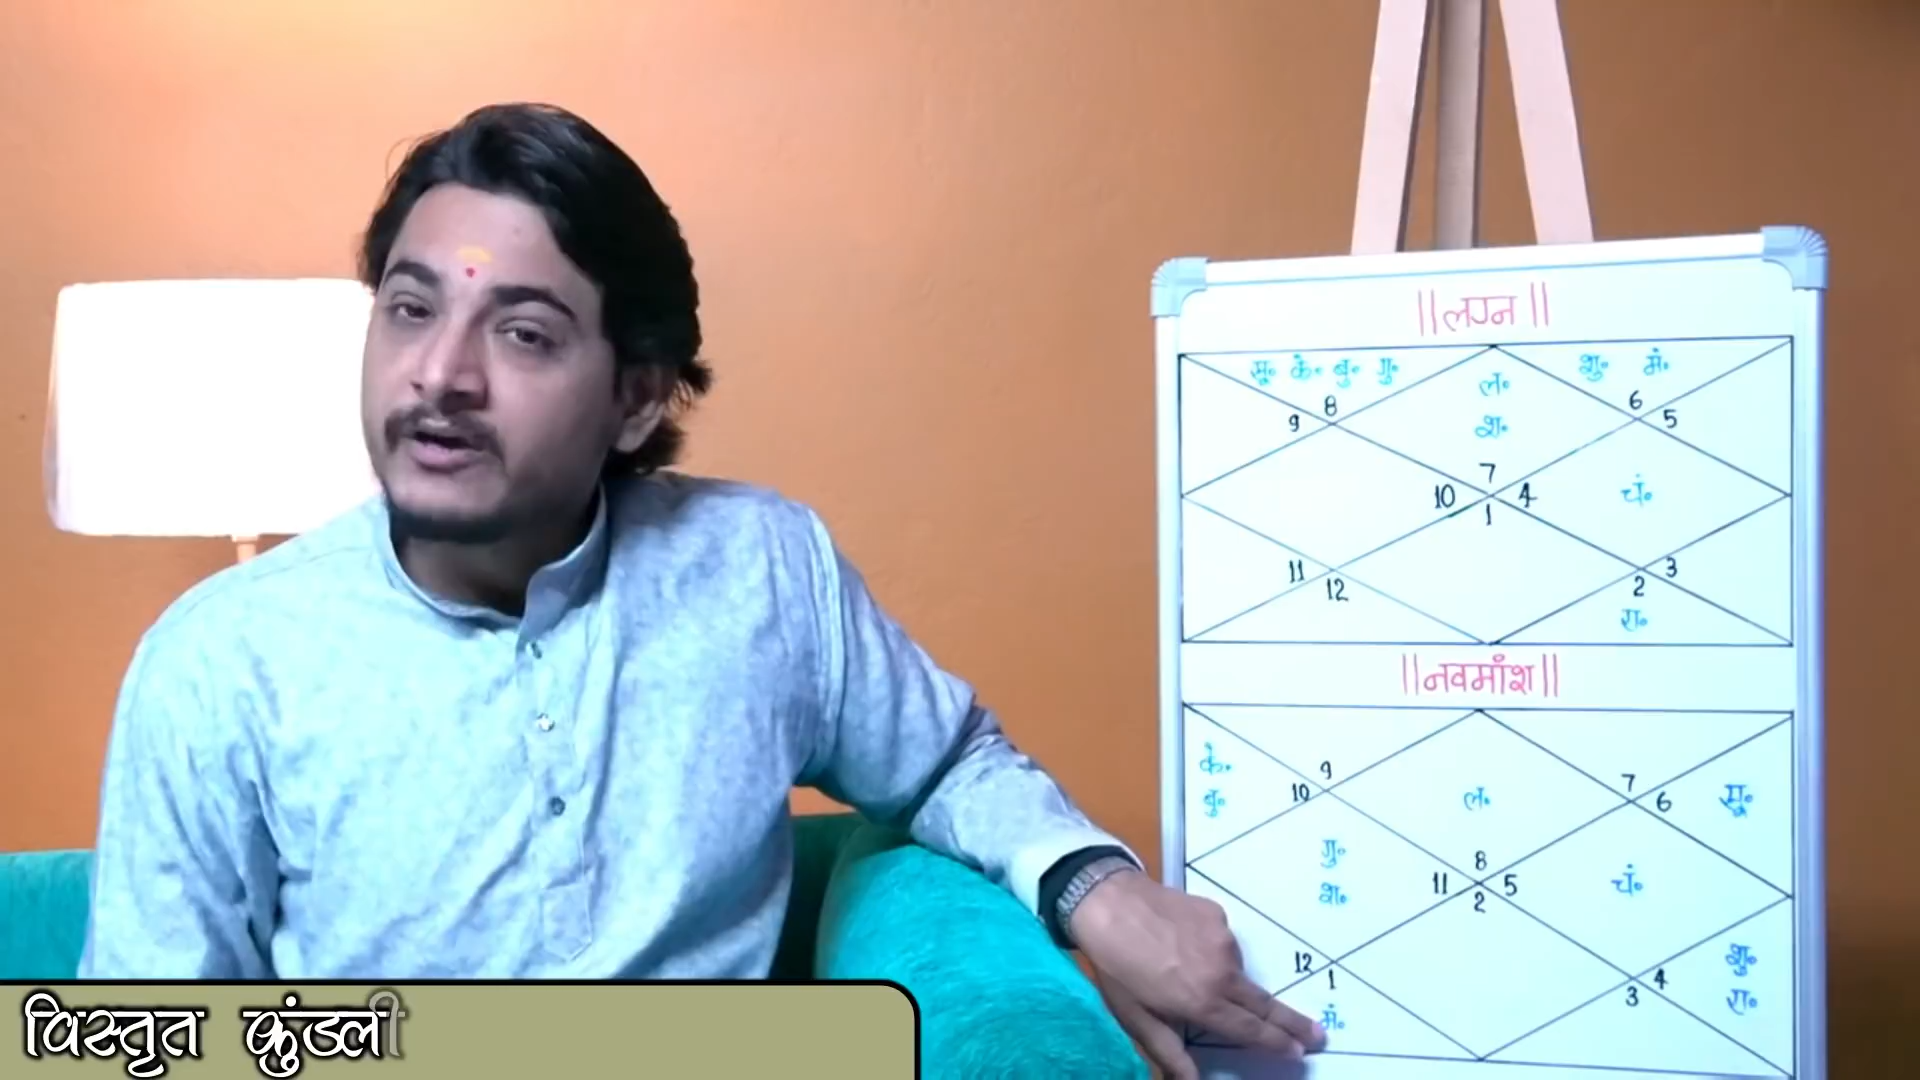 ||लग्न||
सू॰ के॰ बु॰ गु॰
शु॰ मं॰
ल॰
8
6
9
5
श॰
7
10
4
चं॰
1
11
3
12
2
रा॰
||नवमांश||
के॰
9
7
बु॰
10
ल॰
6
सू॰
गु॰
8
श॰
11
5
चं॰
2
12
4
शु॰
1
3
रा॰
मं॰
विस्तृत कुंडली